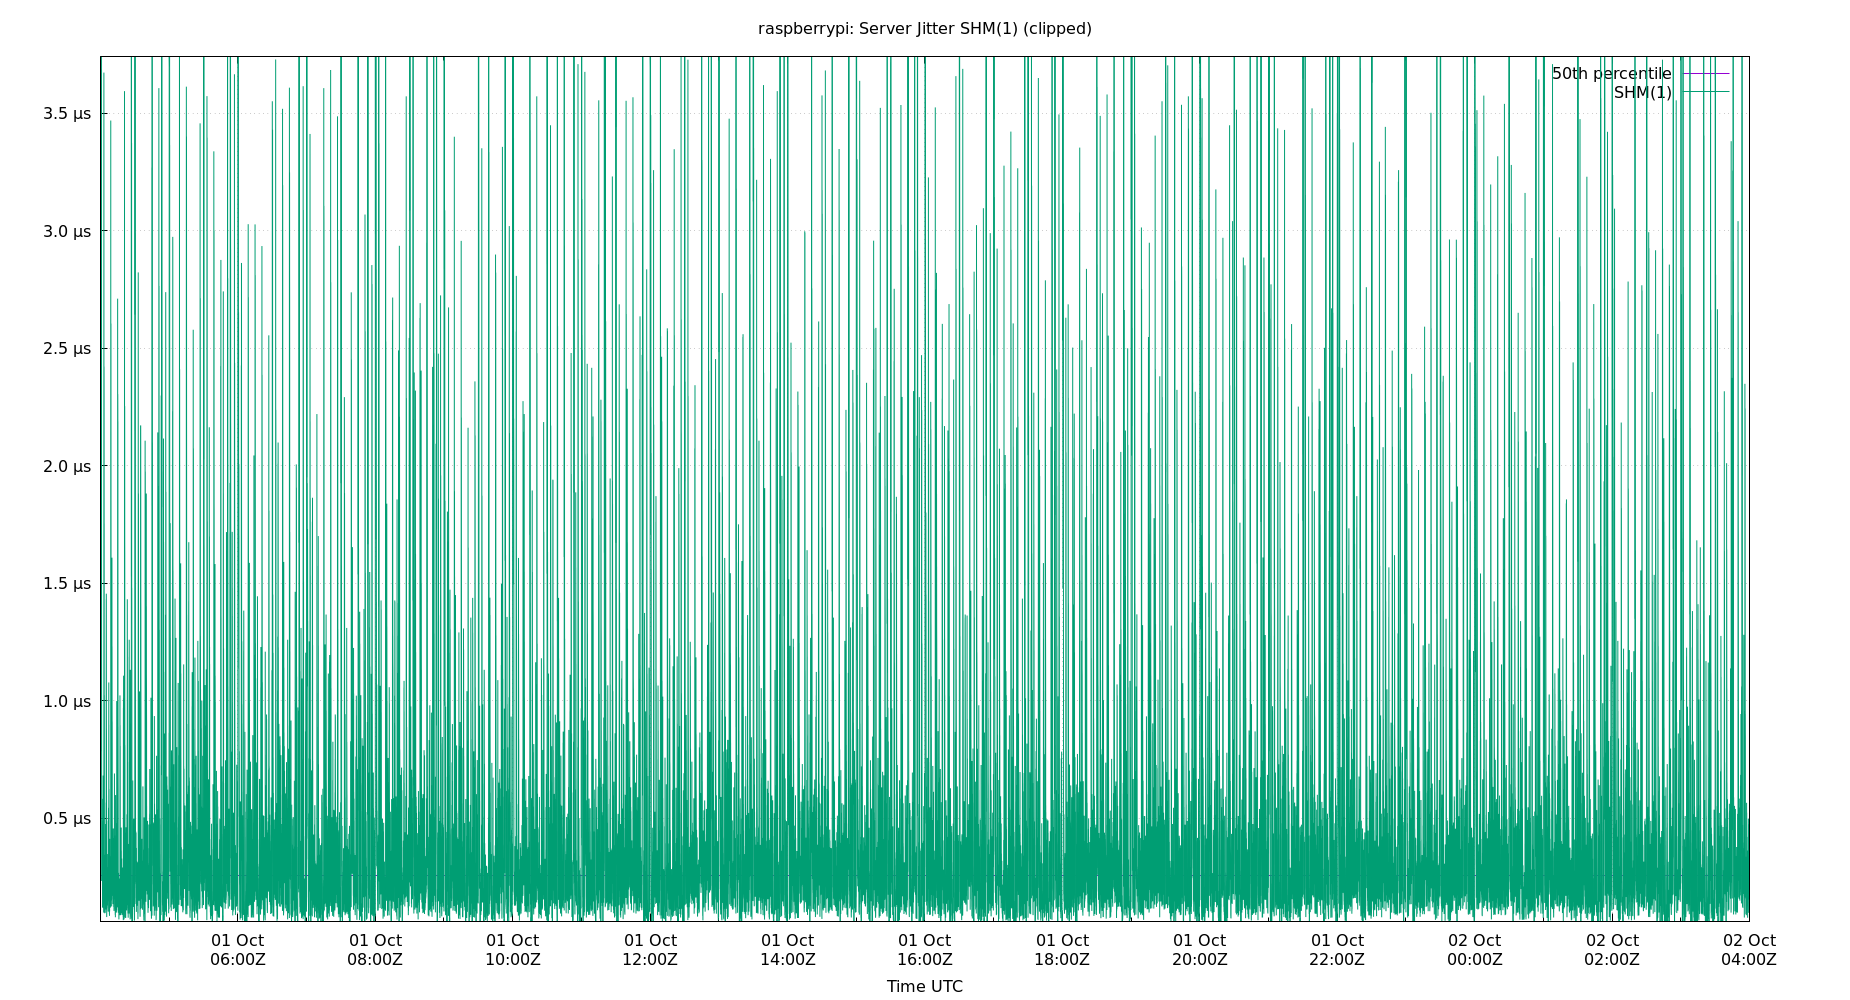 raspberrypi: Server Jitter SHM(1) (clipped)
50th percentile
SHM(1)
3.5 μs
3.0 μs
2.5 μs
2.0 μs
1.5 μs
1.0 μs
0.5 μs
01 Oct 01 Oct 01 Oct 01 Oct 01 Oct 01 Oct 01 Oct 01 Oct 01 Oct 02 Oct 02 Oct 02 Oct
06:00Z 08:00Z 10:00Z 12:00Z 14:00Z 16:00Z 18:00Z 20:00Z 22:00Z 00:00Z 02:00Z 04:00Z
Time UTC